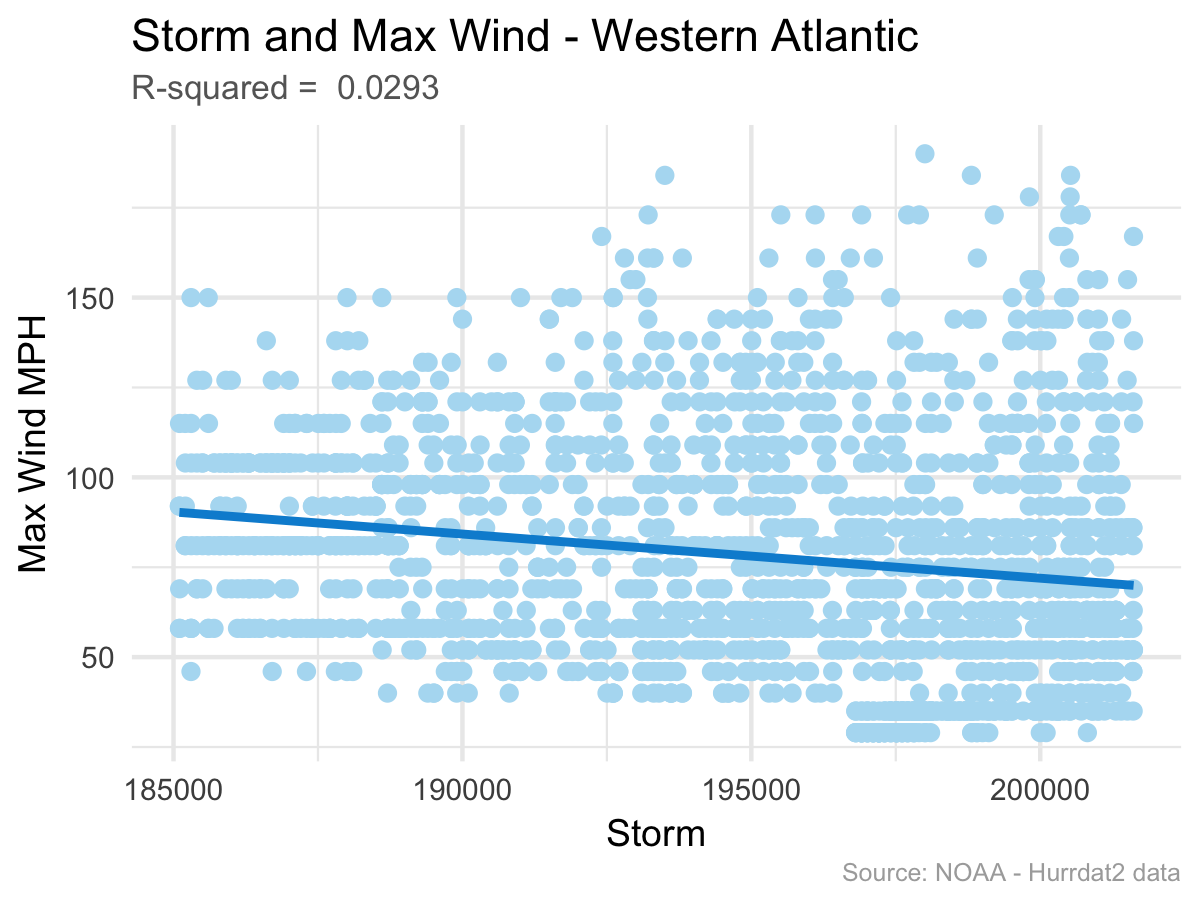 Storm and Max Wind - Western Atlantic
R-squared =  0.0293
Max Wind MPH
150
100
50
185000 190000 195000 200000
Storm
Source: NOAA - Hurrdat2 data